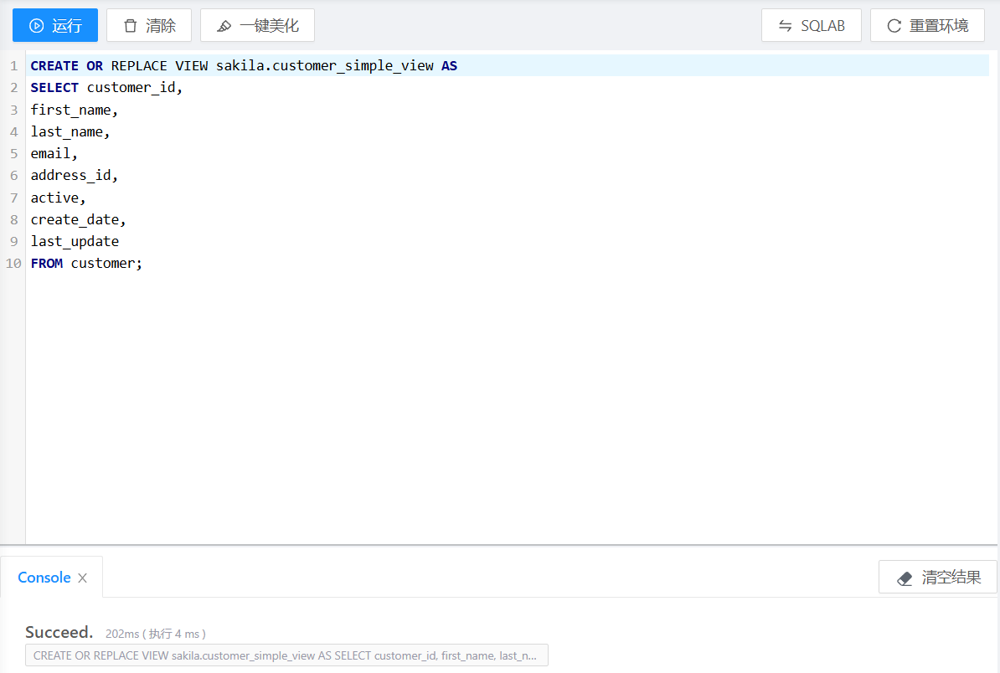 运行 清除 一键美化 SQLAB 重置环境
1 CREATE OR REPLACE VIEW sakila.customer_simple_view AS
2 SELECT customer_id,
3 first_name,
4 last_name,
5 email,
6 address_id,
7 active,
8 create_date,
9 last_update
10 FROM customer;
Console 清空结果
Succeed. 202ms ( 执行 4 ms )
CREATE OR REPLACE VIEW sakila.customer_simple_view AS SELECT customer_id, first_name, last_n...